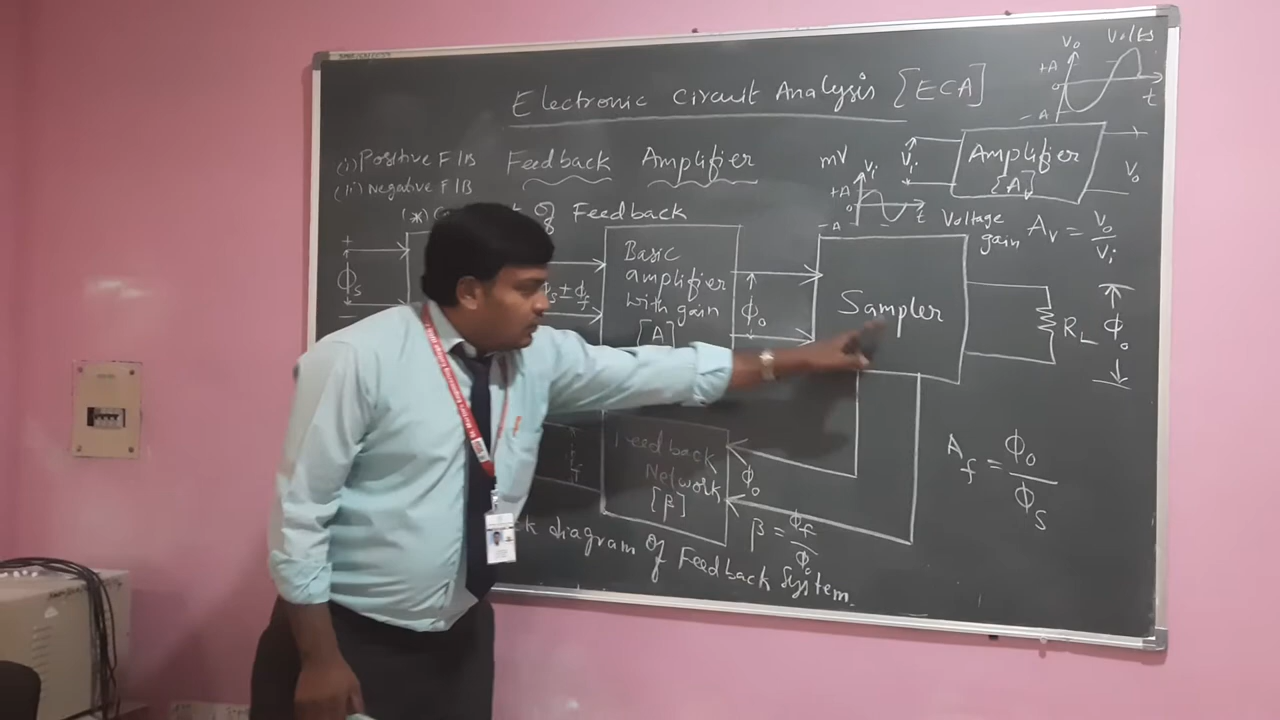 Electronic Circuit Analysis [ECA]
(i) Positive F/B
(ii) Negative F/B
Feedback Amplifier
(*) of Feedback
+
ϕs
−
ϕs ± ϕf
Basic
amplifier
with gain
[A]
ϕo
Sampler
RL
ϕo
Feedback
Network
[β]
ϕo
β = ϕf/ϕo
Af = ϕo/ϕs
diagram of Feedback System.
mV
Vi
+A
0
−A
t
Vi
Amplifier
[A]
Vo
Vo
Volts
+A
0
−A
t
Voltage
gain
Av = Vo/Vi